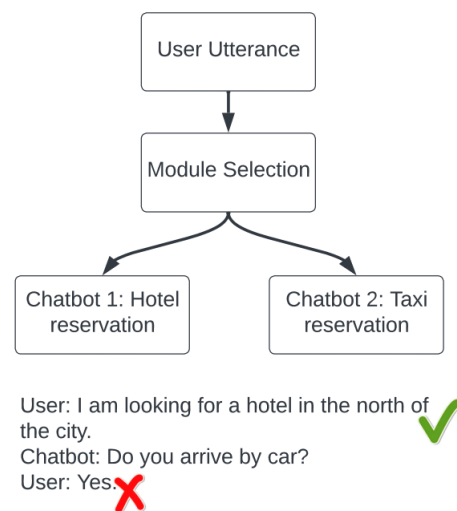 User Utterance
Module Selection
Chatbot 1: Hotel
reservation
Chatbot 2: Taxi
reservation
User: I am looking for a hotel in the north of
the city.
Chatbot: Do you arrive by car?
User: Yes.